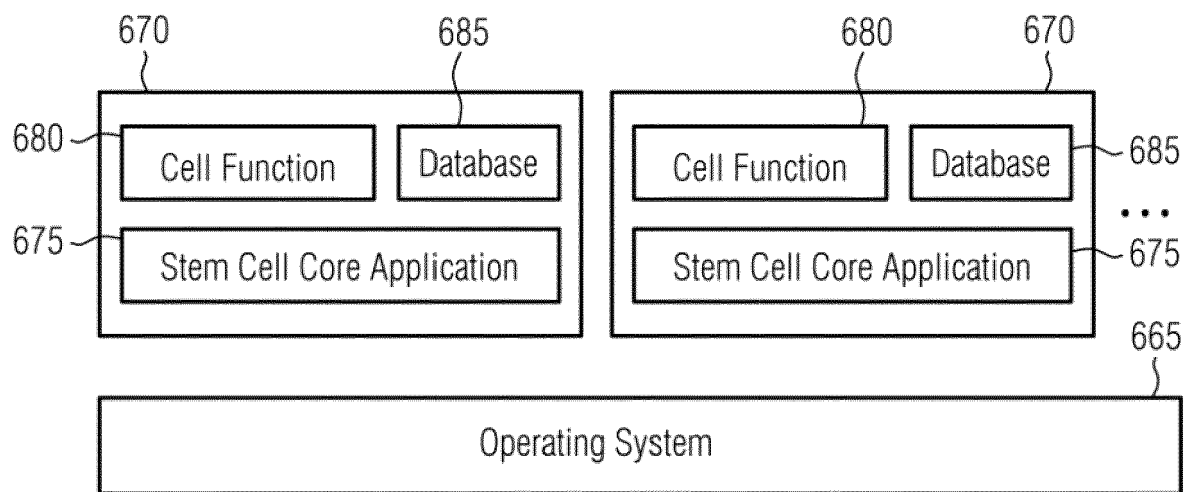 670 685 680 670
680 Cell Function Database Cell Function Database 685
...
675 Stem Cell Core Application Stem Cell Core Application 675
665
Operating System